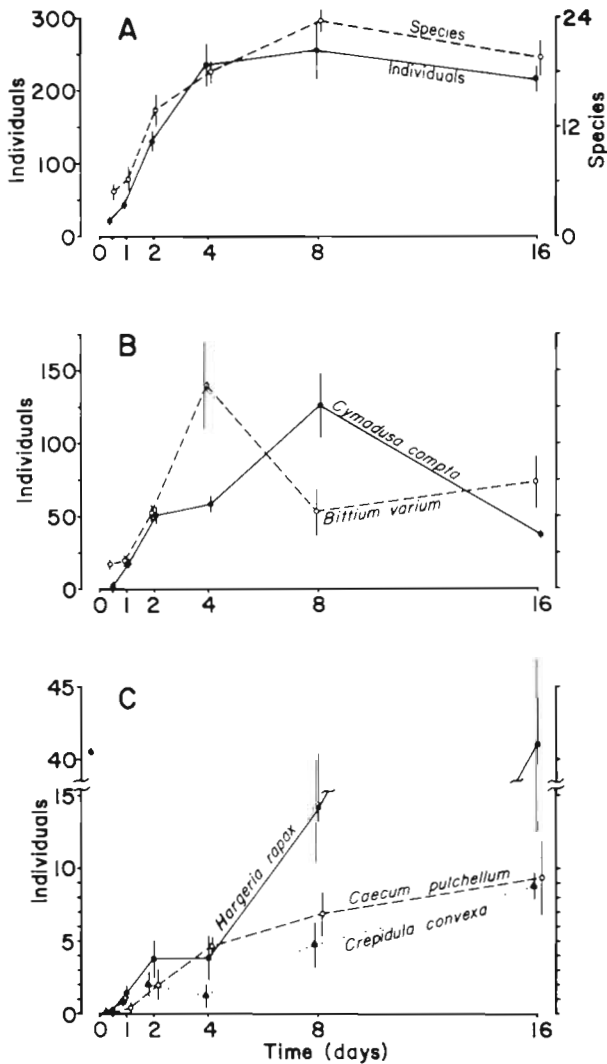 A
300
200
100
0
Individuals
24
12
0
Species
Species
Individuals
0 1 2 4 8 16
B
150
100
50
0
Individuals
Cymadusa compta
Bittium varium
0 1 2 4 8 16
C
45
40
15
10
5
0
Individuals
Hargeria rapax
Caecum pulchellum
Crepidula convexa
0 1 2 4 8 16
Time (days)